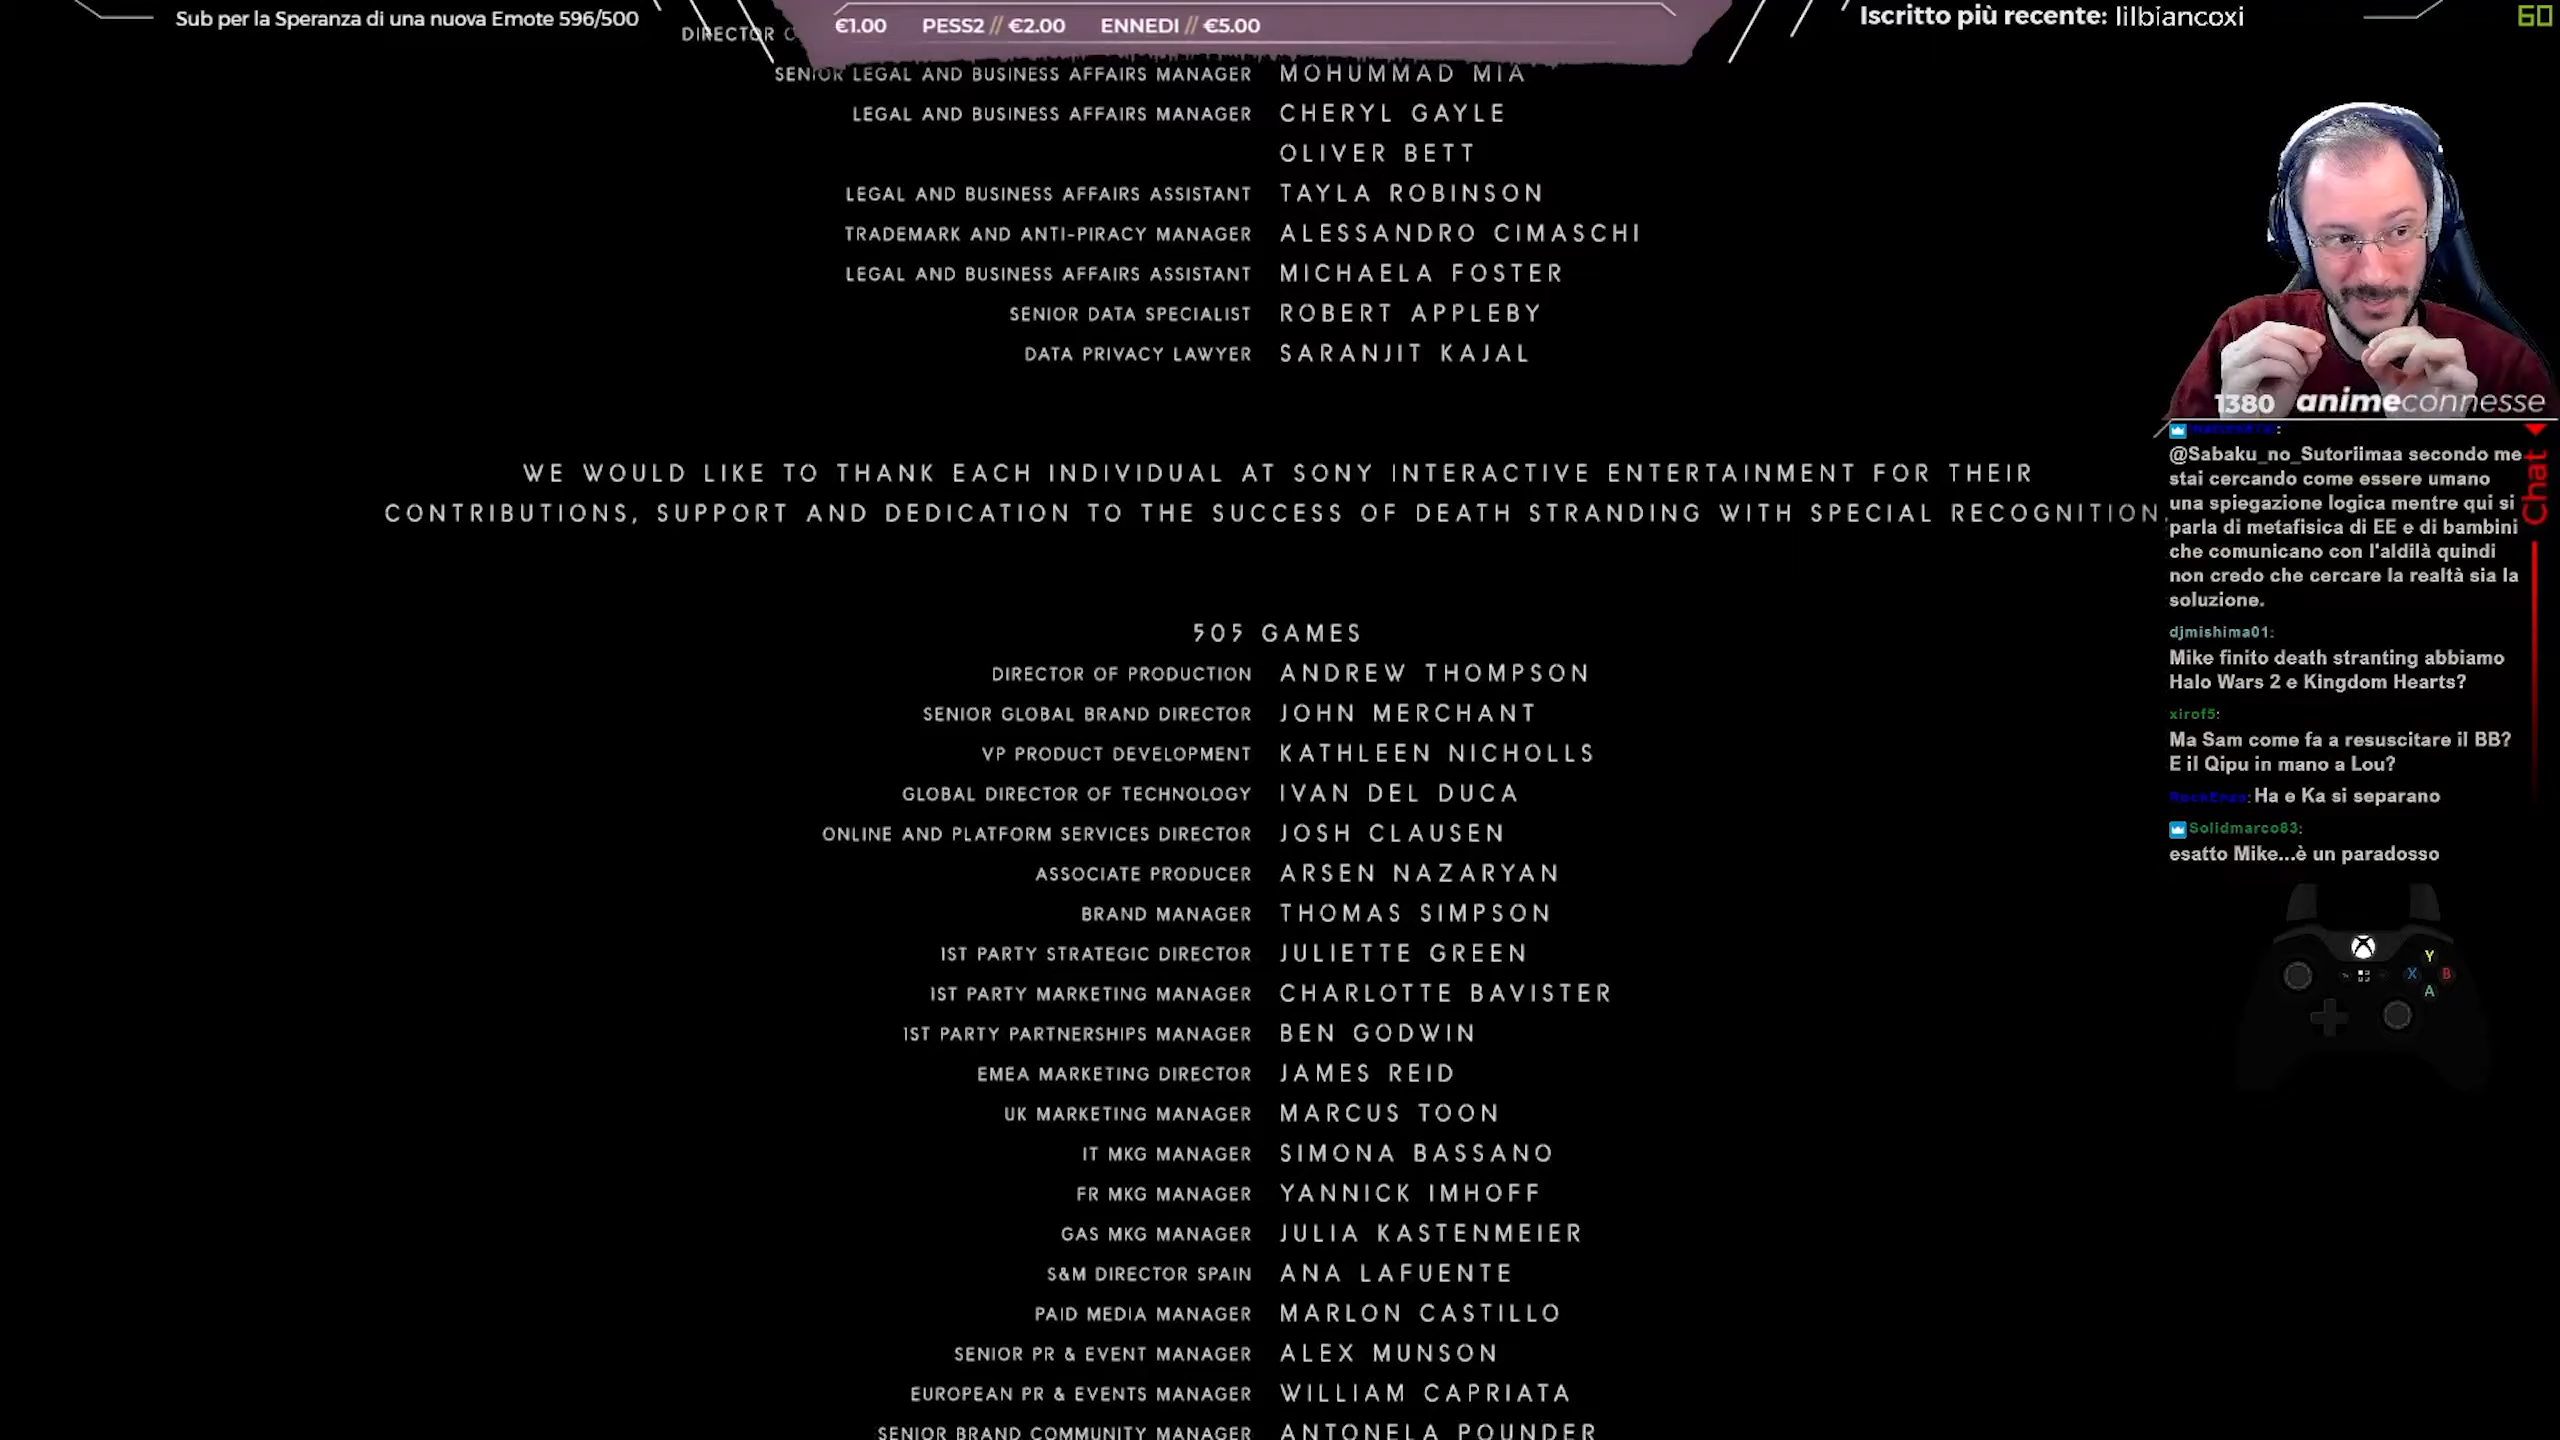 Sub per la Speranza di una nuova Emote 596/500
€1.00 PESS2 // €2.00 ENNEDI // €5.00
Iscritto più recente: lilbiancoxi
60
DIRECTOR
SENIOR LEGAL AND BUSINESS AFFAIRS MANAGER MOHUMMAD MIA
LEGAL AND BUSINESS AFFAIRS MANAGER CHERYL GAYLE
OLIVER BETT
LEGAL AND BUSINESS AFFAIRS ASSISTANT TAYLA ROBINSON
TRADEMARK AND ANTI-PIRACY MANAGER ALESSANDRO CIMASCHI
LEGAL AND BUSINESS AFFAIRS ASSISTANT MICHAELA FOSTER
SENIOR DATA SPECIALIST ROBERT APPLEBY
DATA PRIVACY LAWYER SARANJIT KAJAL
WE WOULD LIKE TO THANK EACH INDIVIDUAL AT SONY INTERACTIVE ENTERTAINMENT FOR THEIR
CONTRIBUTIONS, SUPPORT AND DEDICATION TO THE SUCCESS OF DEATH STRANDING WITH SPECIAL RECOGNITION
505 GAMES
DIRECTOR OF PRODUCTION ANDREW THOMPSON
SENIOR GLOBAL BRAND DIRECTOR JOHN MERCHANT
VP PRODUCT DEVELOPMENT KATHLEEN NICHOLLS
GLOBAL DIRECTOR OF TECHNOLOGY IVAN DEL DUCA
ONLINE AND PLATFORM SERVICES DIRECTOR JOSH CLAUSEN
ASSOCIATE PRODUCER ARSEN NAZARYAN
BRAND MANAGER THOMAS SIMPSON
1ST PARTY STRATEGIC DIRECTOR JULIETTE GREEN
1ST PARTY MARKETING MANAGER CHARLOTTE BAVISTER
1ST PARTY PARTNERSHIPS MANAGER BEN GODWIN
EMEA MARKETING DIRECTOR JAMES REID
UK MARKETING MANAGER MARCUS TOON
IT MKG MANAGER SIMONA BASSANO
FR MKG MANAGER YANNICK IMHOFF
GAS MKG MANAGER JULIA KASTENMEIER
S&M DIRECTOR SPAIN ANA LAFUENTE
PAID MEDIA MANAGER MARLON CASTILLO
SENIOR PR & EVENT MANAGER ALEX MUNSON
EUROPEAN PR & EVENTS MANAGER WILLIAM CAPRIATA
SENIOR BRAND COMMUNITY MANAGER ANTONELA POUNDER
1380 animeconnesse
Chat
@Sabaku_no_Sutoriimaa secondo me
stai cercando come essere umano
una spiegazione logica mentre qui si
parla di metafisica di EE e di bambini
che comunicano con l'aldilà quindi
non credo che cercare la realtà sia la
soluzione.
djmishima01:
Mike finito death stranting abbiamo
Halo Wars 2 e Kingdom Hearts?
xirof5:
Ma Sam come fa a resuscitare il BB?
E il Qipu in mano a Lou?
Ha e Ka si separano
Solidmarco83:
esatto Mike...è un paradosso
Y
X B
A